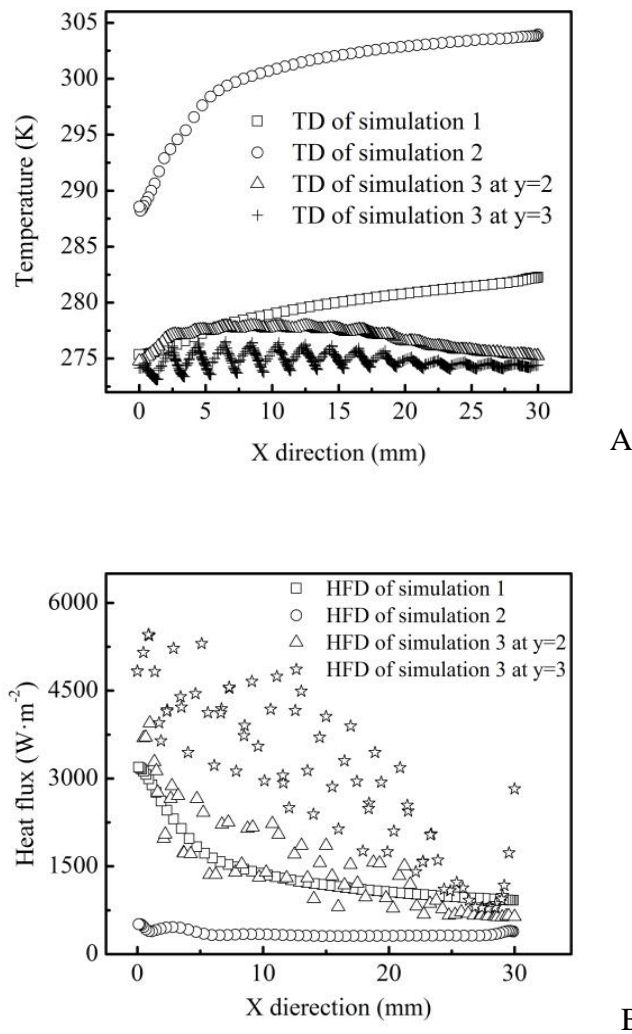 305
300
295
290
285
280
275
Temperature (K)
TD of simulation 1
TD of simulation 2
TD of simulation 3 at y=2
TD of simulation 3 at y=3
0 5 10 15 20 25 30
X direction (mm)
A
6000
4500
3000
1500
0
Heat flux (W·m-2)
HFD of simulation 1
HFD of simulation 2
HFD of simulation 3 at y=2
HFD of simulation 3 at y=3
0 10 20 30
X dierection (mm)
B